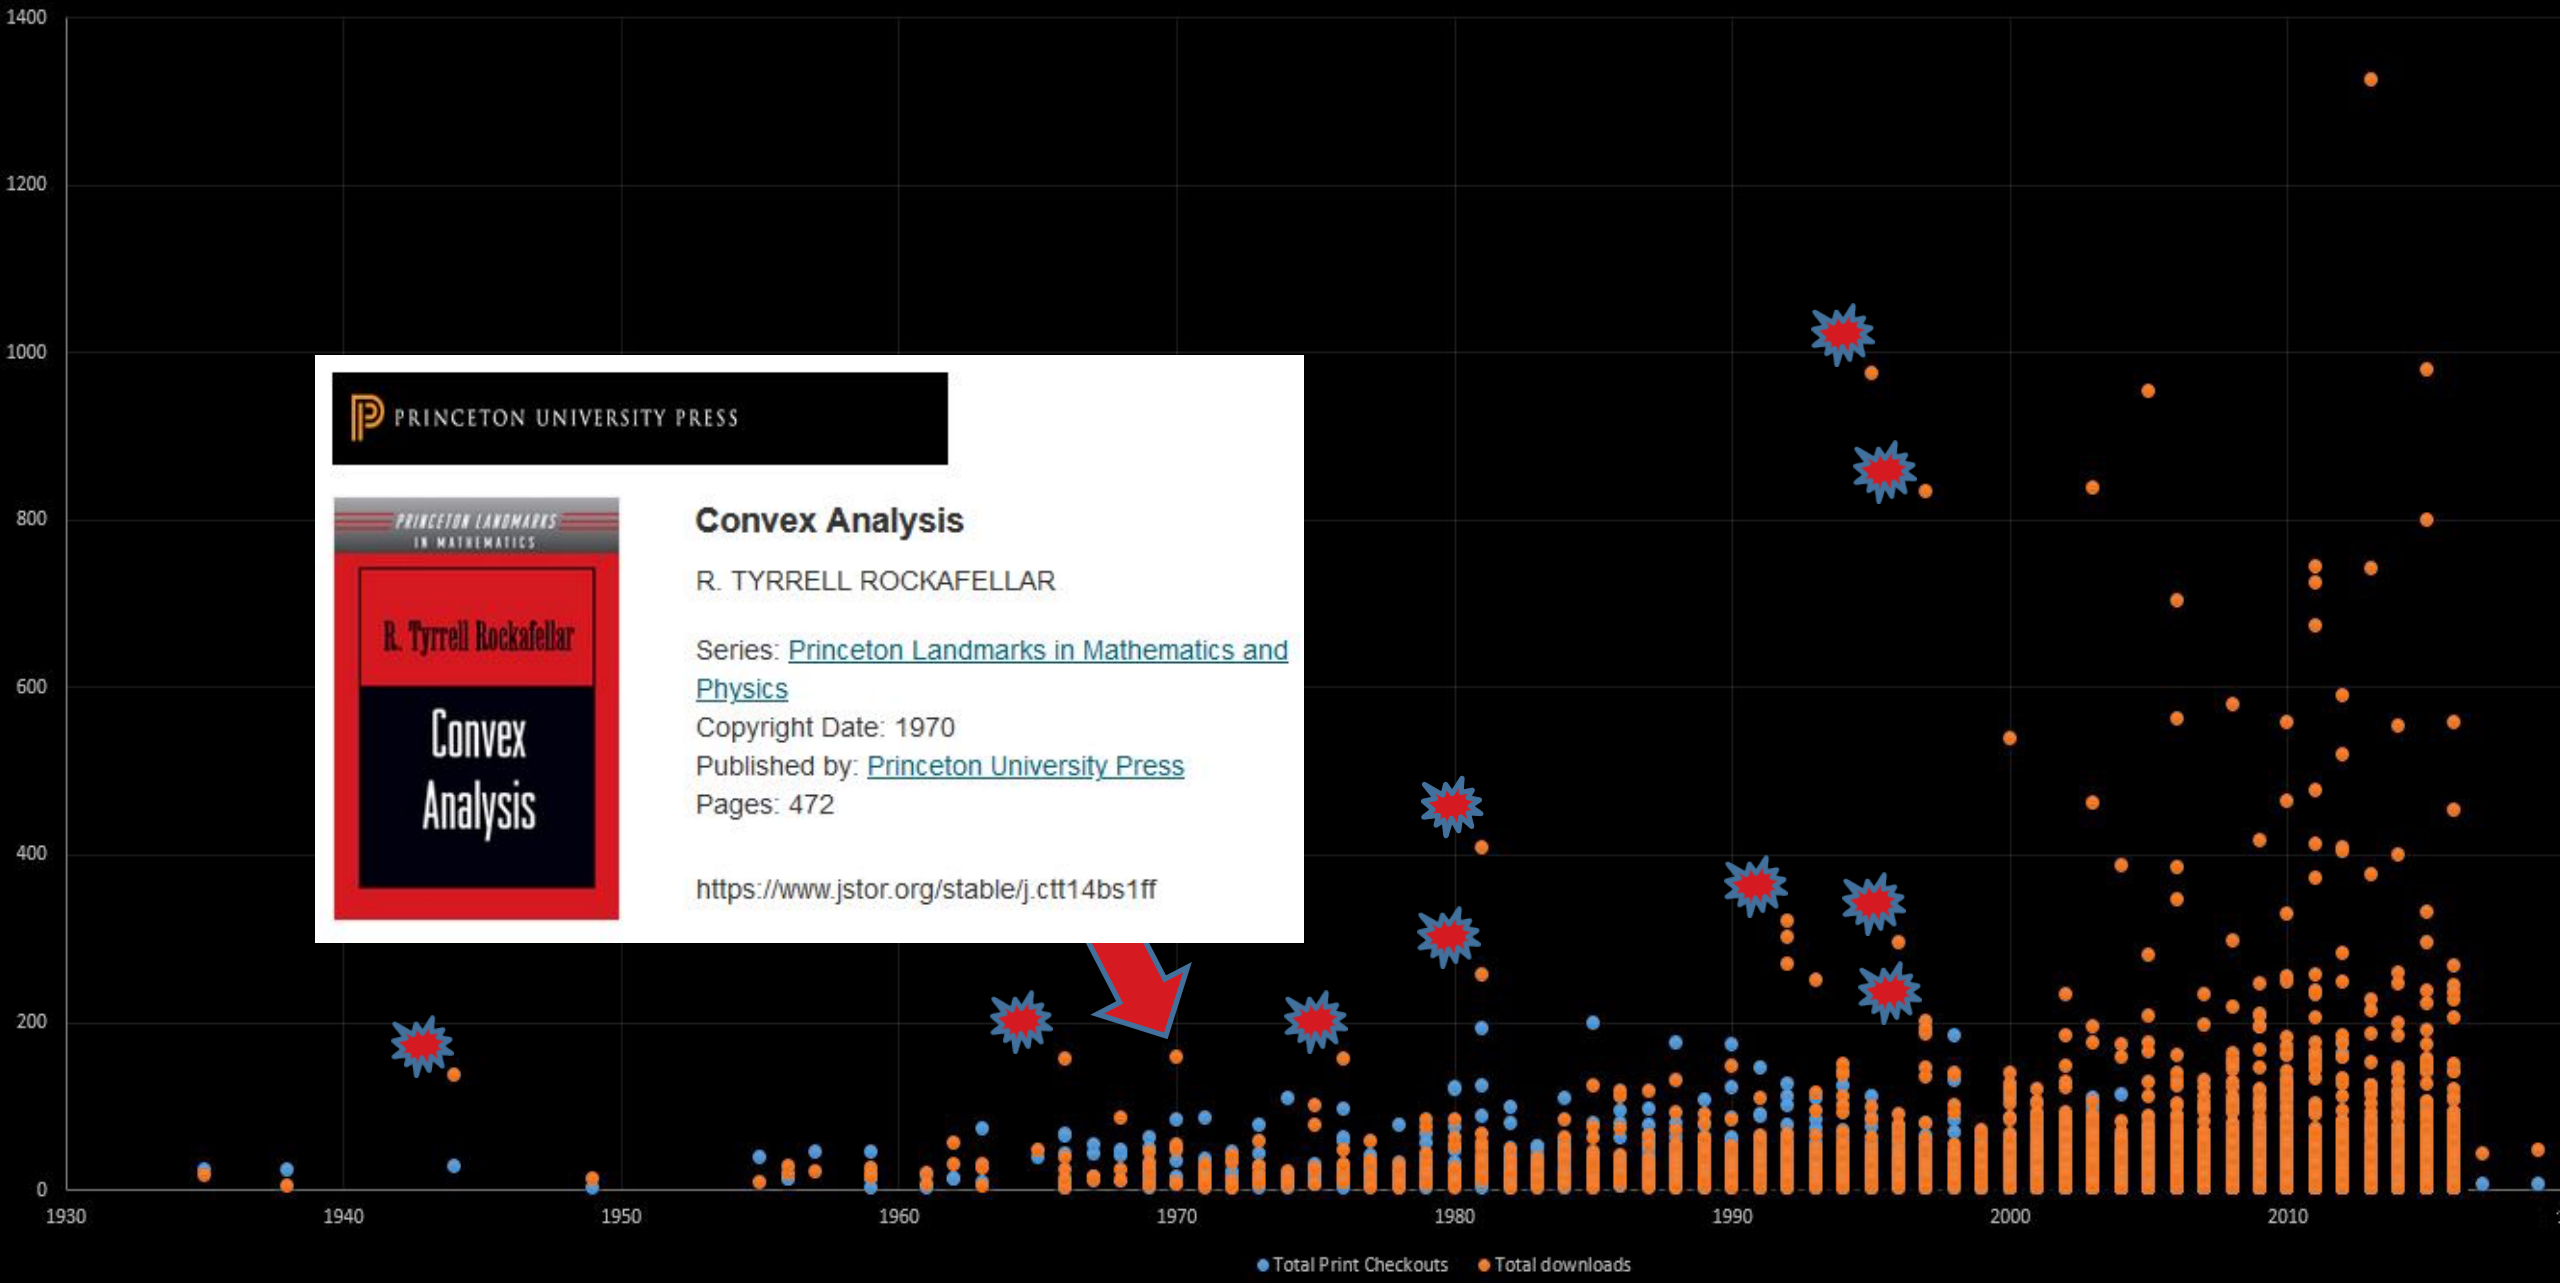 1400
1200
1000
800
600
400
200
0
PRINCETON UNIVERSITY PRESS
PRINCETON LANDMARKS
IN MATHEMATICS
R. Tyrrell Rockafellar
Convex
Analysis
Convex Analysis
R. TYRRELL ROCKAFELLAR
Series: Princeton Landmarks in Mathematics and
Physics
Copyright Date: 1970
Published by: Princeton University Press
Pages: 472
https://www.jstor.org/stable/j.ctt14bs1ff
1930 1940 1950 1960 1970 1980 1990 2000 2010
Total Print Checkouts Total downloads